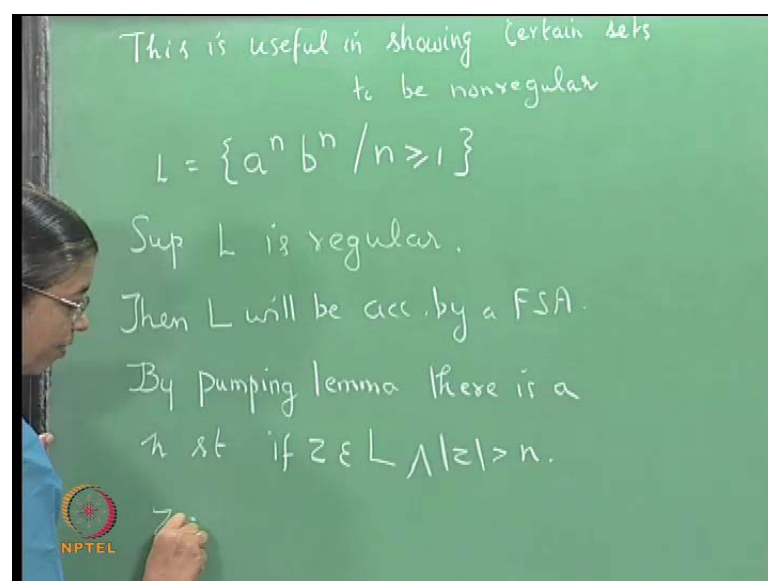 This is useful in showing certain sets
to be nonregular
L = {a^n b^n / n ≥ 1}
Sup L is regular.
Then L will be acc. by a FSA.
By pumping lemma there is a
n st if z ε L ∧ |z| > n.
z
NPTEL